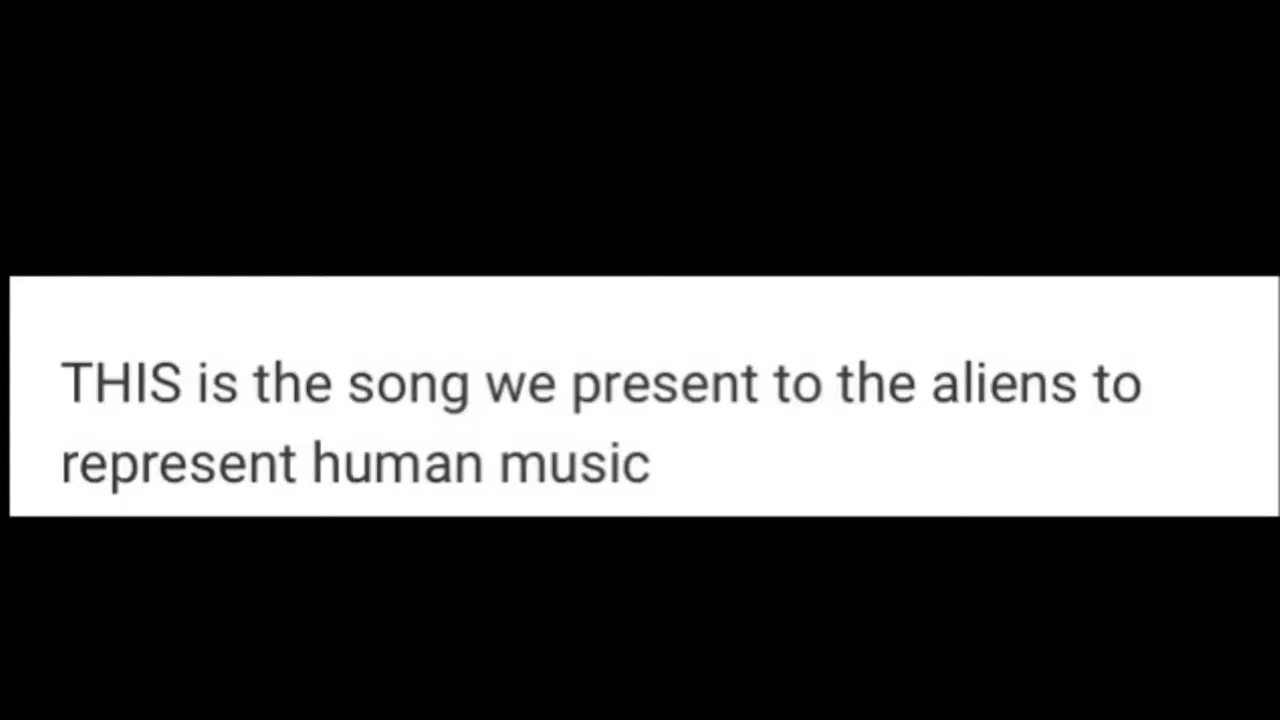 THIS is the song we present to the aliens to
represent human music